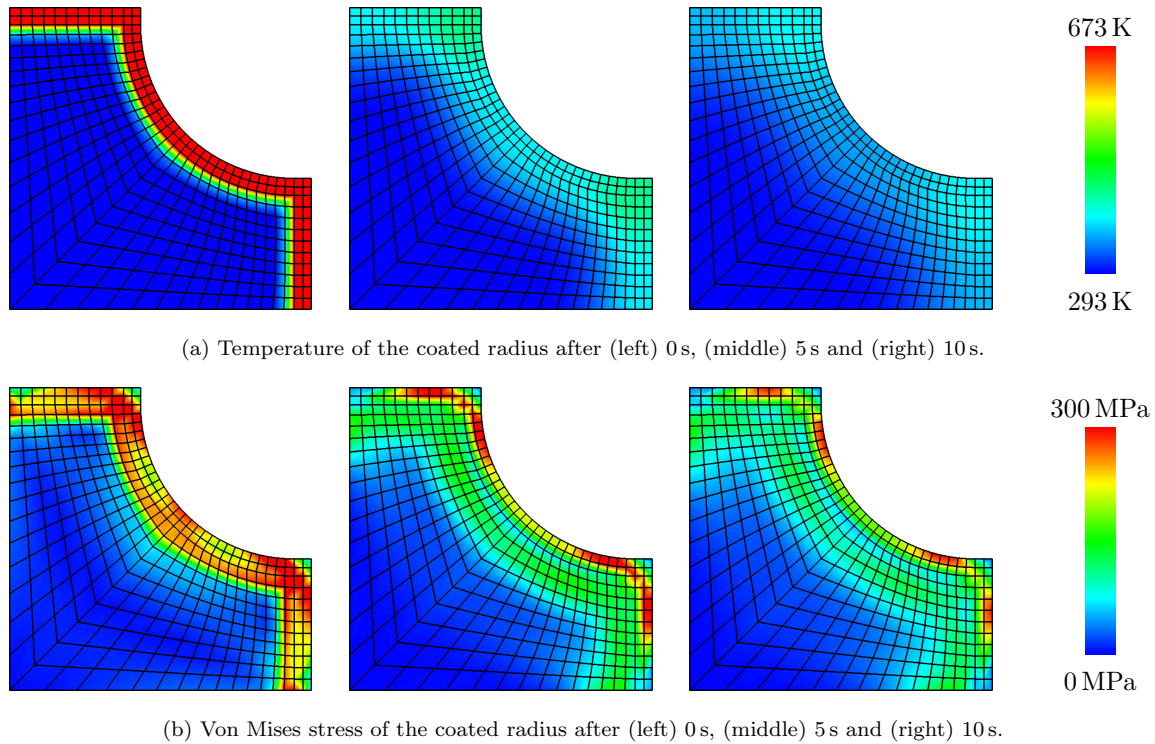 673 K
293 K
(a) Temperature of the coated radius after (left) 0 s, (middle) 5 s and (right) 10 s.
300 MPa
0 MPa
(b) Von Mises stress of the coated radius after (left) 0 s, (middle) 5 s and (right) 10 s.